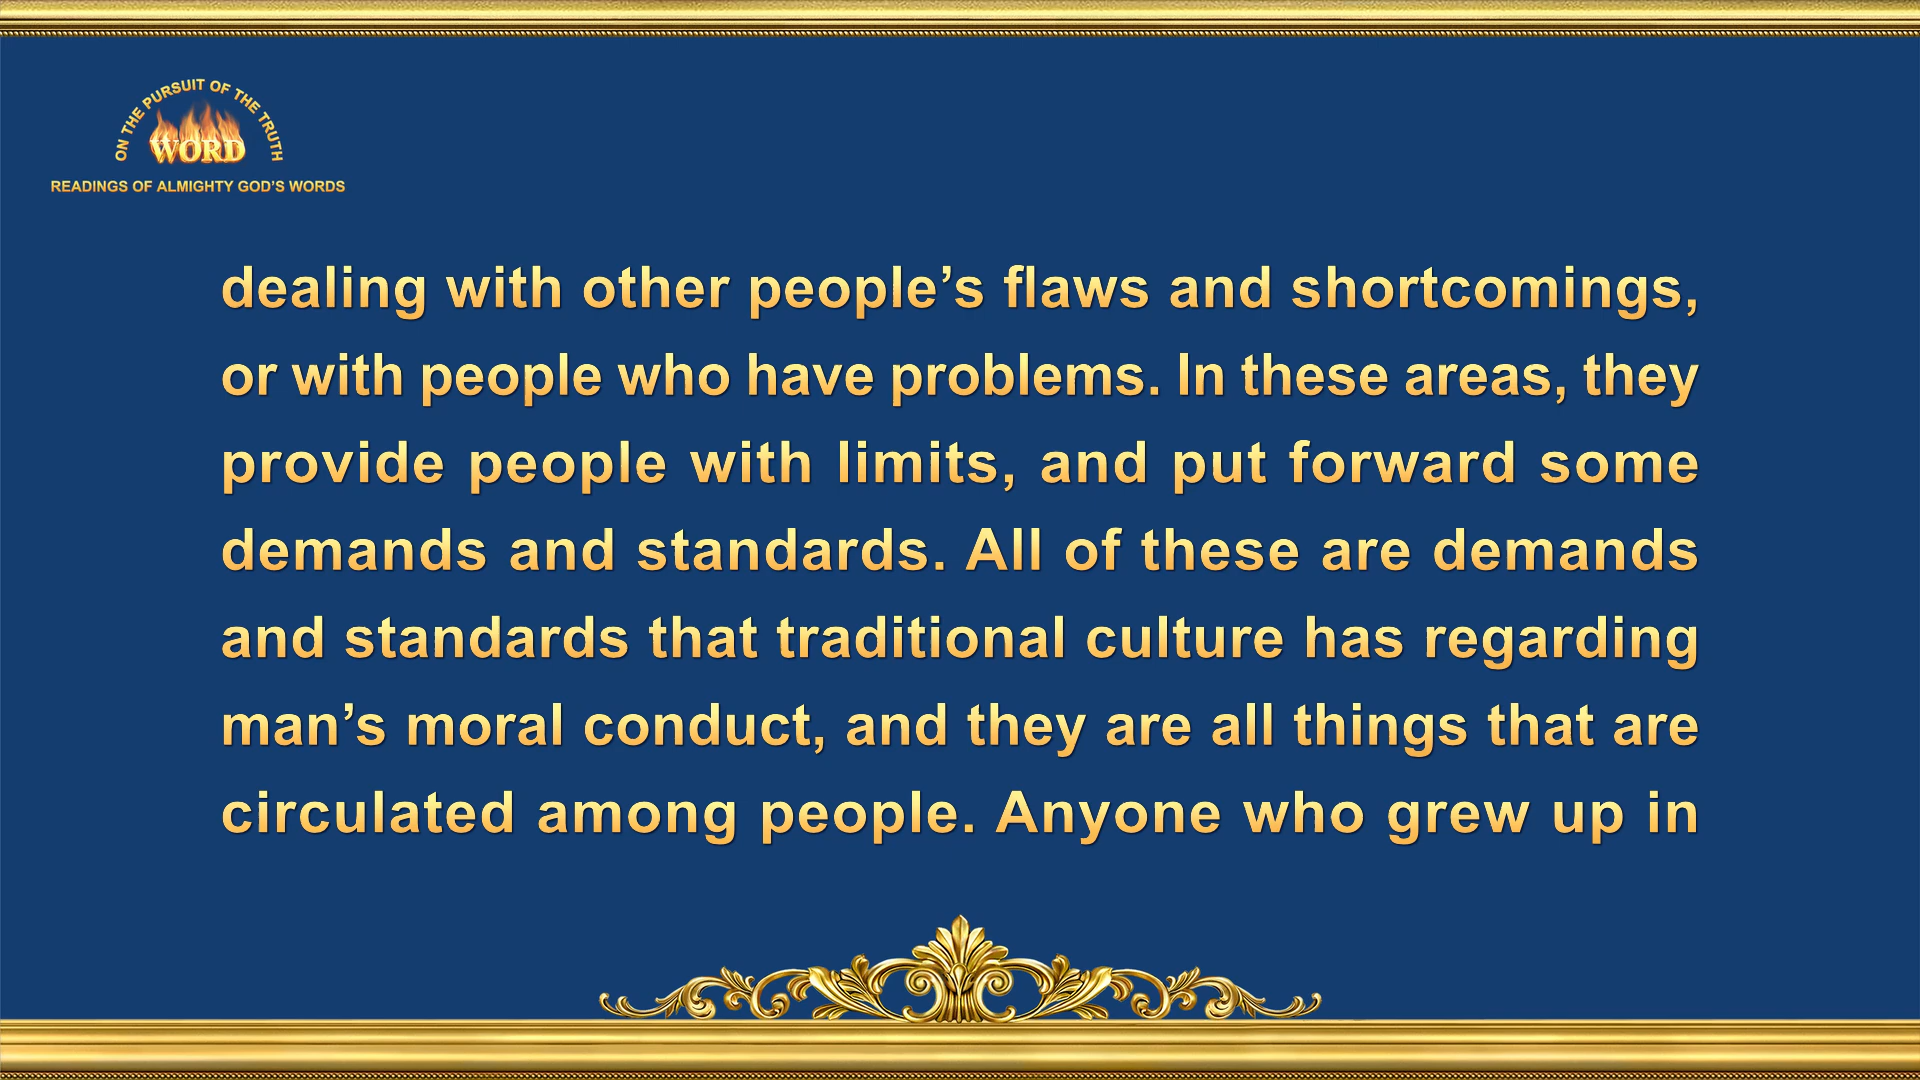 ON THE PURSUIT OF THE TRUTH
WORD
READINGS OF ALMIGHTY GOD'S WORDS
dealing with other people’s flaws and shortcomings,
or with people who have problems. In these areas, they
provide people with limits, and put forward some
demands and standards. All of these are demands
and standards that traditional culture has regarding
man’s moral conduct, and they are all things that are
circulated among people. Anyone who grew up in